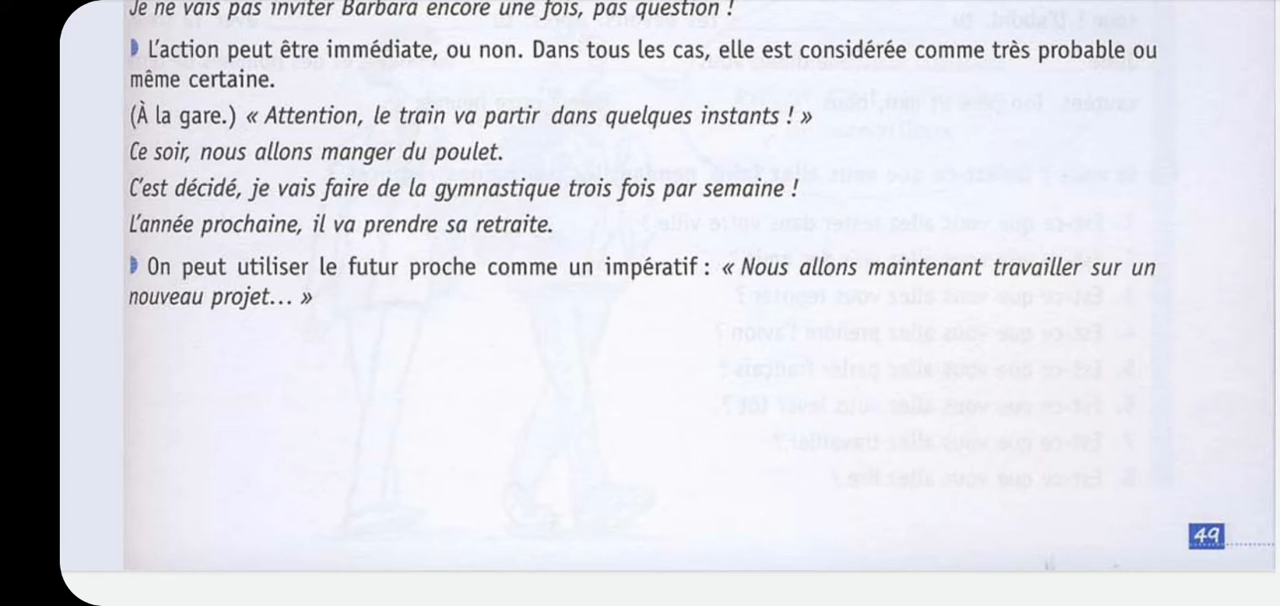 Je ne vais pas inviter Barbara encore une fois, pas question !
L'action peut être immédiate, ou non. Dans tous les cas, elle est considérée comme très probable ou
même certaine.
(À la gare.) « Attention, le train va partir dans quelques instants ! »
Ce soir, nous allons manger du poulet.
C'est décidé, je vais faire de la gymnastique trois fois par semaine !
L'année prochaine, il va prendre sa retraite.
On peut utiliser le futur proche comme un impératif : « Nous allons maintenant travailler sur un
nouveau projet... »
49